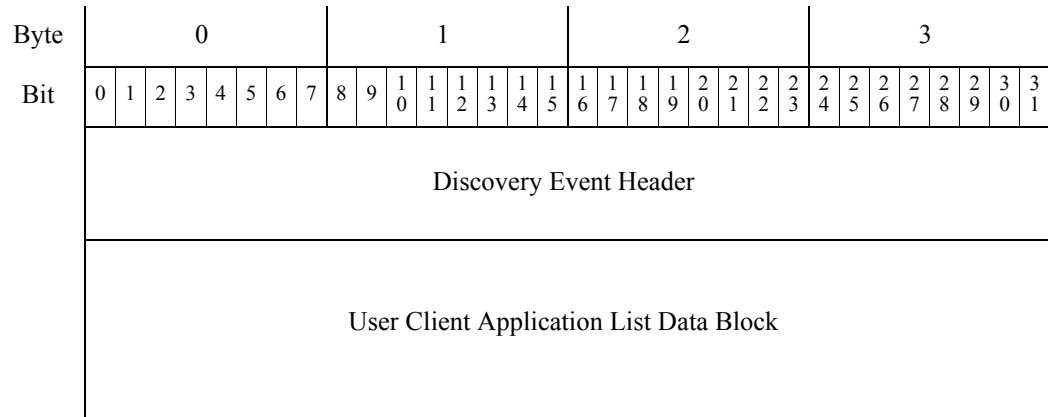 Byte 0 1 2 3
Bit 0 1 2 3 4 5 6 7 8 9 10 11 12 13 14 15 16 17 18 19 20 21 22 23 24 25 26 27 28 29 30 31
Discovery Event Header
User Client Application List Data Block